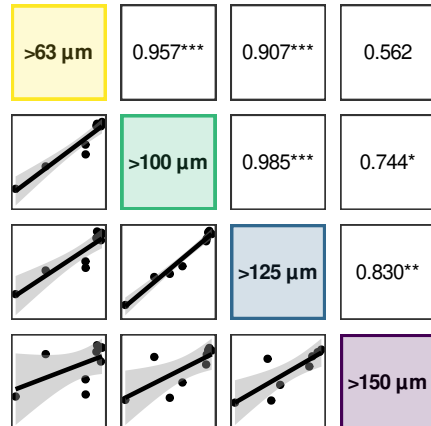 >63 µm 0.957*** 0.907*** 0.562
>100 µm 0.985*** 0.744*
>125 µm 0.830**
>150 µm